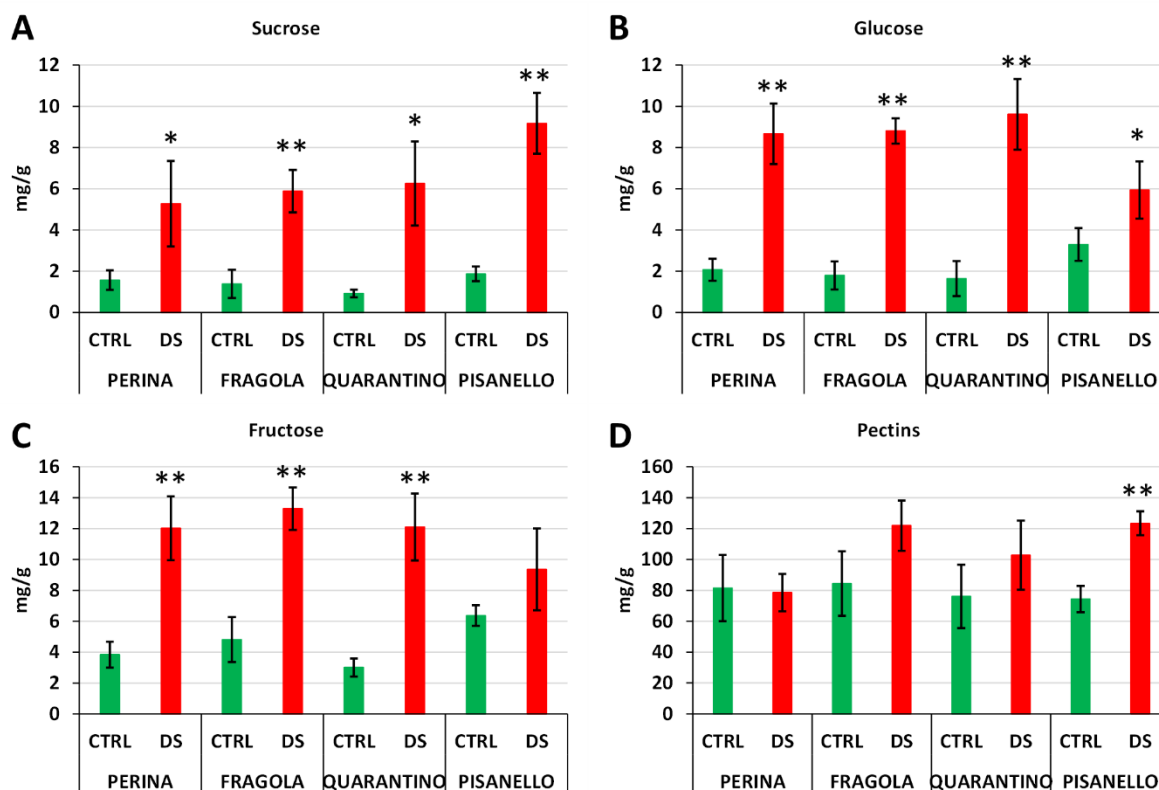 A
Sucrose
12
10
8
6
4
2
0
mg/g
* ** * **
CTRL DS CTRL DS CTRL DS CTRL DS
PERINA FRAGOLA QUARANTINO PISANELLO
B
Glucose
12
10
8
6
4
2
0
mg/g
** ** ** *
CTRL DS CTRL DS CTRL DS CTRL DS
PERINA FRAGOLA QUARANTINO PISANELLO
C
Fructose
16
14
12
10
8
6
4
2
0
mg/g
** ** **
CTRL DS CTRL DS CTRL DS CTRL DS
PERINA FRAGOLA QUARANTINO PISANELLO
D
Pectins
160
140
120
100
80
60
40
20
0
mg/g
**
CTRL DS CTRL DS CTRL DS CTRL DS
PERINA FRAGOLA QUARANTINO PISANELLO